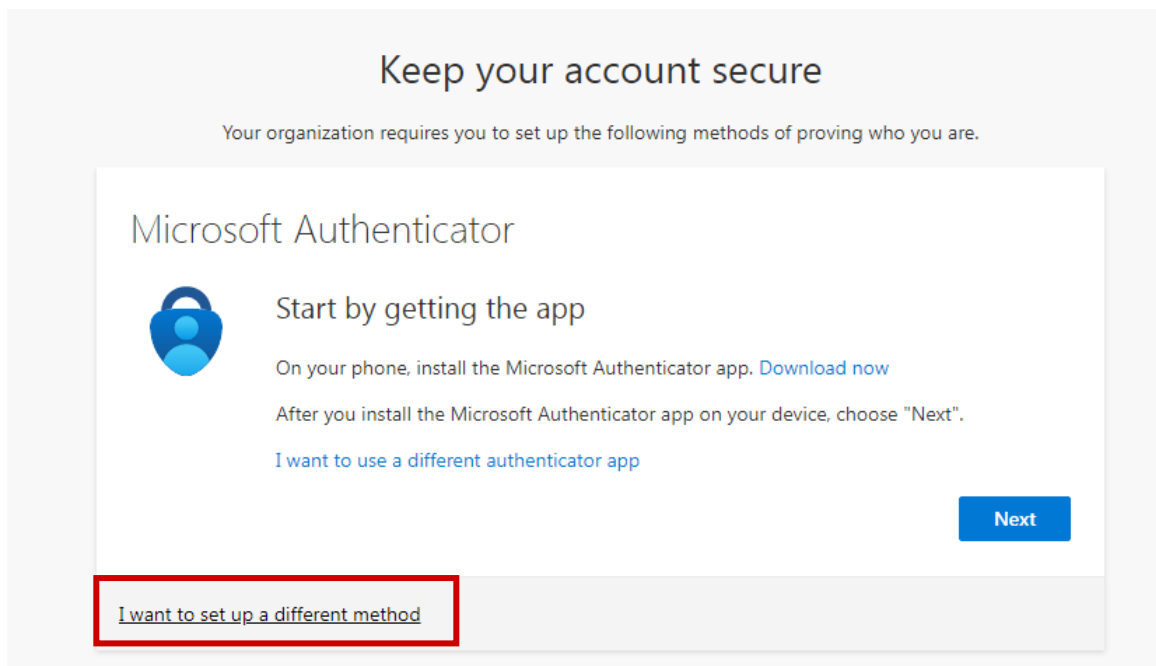 Keep your account secure
Your organization requires you to set up the following methods of proving who you are.
Microsoft Authenticator
Start by getting the app
On your phone, install the Microsoft Authenticator app. Download now
After you install the Microsoft Authenticator app on your device, choose "Next".
I want to use a different authenticator app
Next
I want to set up a different method